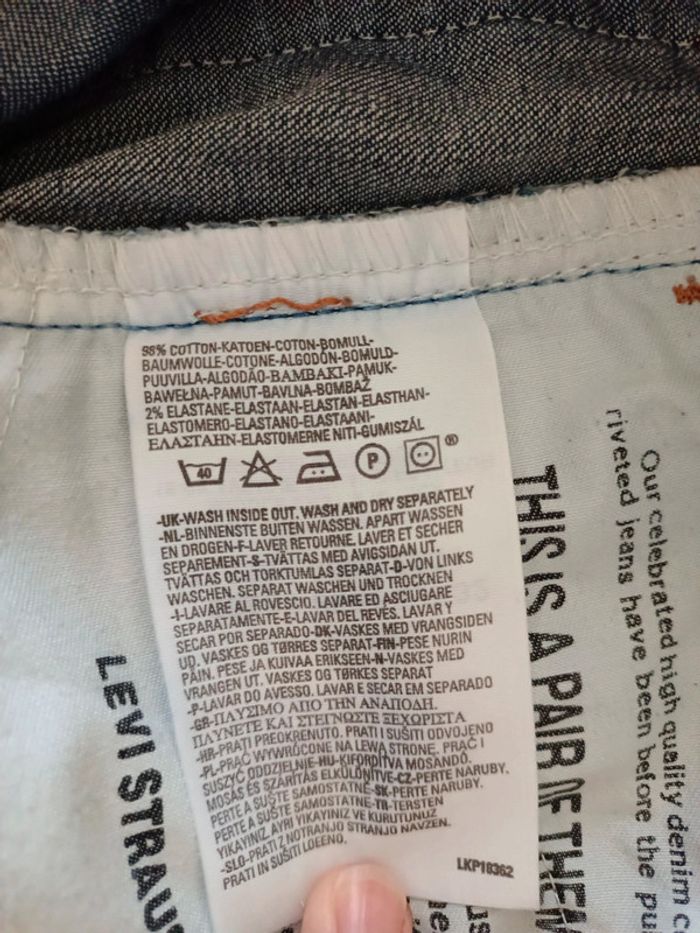 98% COTTON-KATOEN-COTON-BOMULL-
BAUMWOLLE-COTONE-ALGODÓN-BOMULD-
PUUVILLA-ALGODÃO-ΒΑΜΒΑΚΙ-PAMUK-
BAWEŁNA-PAMUT-BAVLNA-BOMBAŽ
2% ELASTANE-ELASTAAN-ELASTAN-ELASTHAN-
ELASTOMERO-ELASTANO-ELASTAANI-
ΕΛΑΣΤΑΗΝ-ELASTOMERNE NITI-GUMISZÁL
40 P ®
-UK-WASH INSIDE OUT. WASH AND DRY SEPARATELY
-NL-BINNENSTE BUITEN WASSEN. APART WASSEN
EN DROGEN-F-LAVER RETOURNE. LAVER ET SECHER
SEPAREMENT-S-TVÄTTAS MED AVIGSIDAN UT.
TVÄTTAS OCH TORKTUMLAS SEPARAT-D-VON LINKS
WASCHEN. SEPARAT WASCHEN UND TROCKNEN
-I-LAVARE AL ROVESCIO. LAVARE ED ASCIUGARE
SEPARATAMENTE-E-LAVAR DEL REVÉS. LAVAR Y
SECAR POR SEPARADO-DK-VASKES MED VRANGSIDEN
UD. VASKES OG TØRRES SEPARAT-FIN-PESE NURIN
PÄIN. PESE JA KUIVAA ERIKSEEN-N-VASKES MED
VRANGEN UT. VASKES OG TØRKES SEPARAT
-P-LAVAR DO AVESSO. LAVAR E SECAR EM SEPARADO
-GR-ΠΛΥΣΙΜΟ ΑΠΟ ΤΗΝ ΑΝΑΠΟΔΗ.
ΠΛΥΝΕΤΕ ΚΑΙ ΣΤΕΓΝΩΣΤΕ ΞΕΧΩΡΙΣΤΑ
-HR-PRATI PREOKRENUTO. PRATI I SUŠITI ODVOJENO
-PL-PRAĆ WYWRÓCONE NA LEWĄ STRONĘ. PRAĆ I
SUSZYĆ ODDZIELNIE-HU-KIFORDÍTVA MOSANDÓ.
MOSÁS ÉS SZÁRÍTÁS ELKÜLÖNÍTVE-CZ-PERTE NARUBY.
PERTE A SUŠTE SAMOSTATNĚ-SK-PERTE NARUBY.
PERTE A SUŠTE SAMOSTATNE-TR-TERSTEN
YIKAYINIZ. AYRI YIKAYINIZ VE KURUTUNUZ
-SLO-PRATI Z NOTRANJO STRANJO NAVZEN.
PRATI IN SUŠITI LOČENO.
LKP18362
LEVI STRAU
THIS IS A PAIR OF THEM
Our celebrated high quality denim
riveted jeans have been before the pu